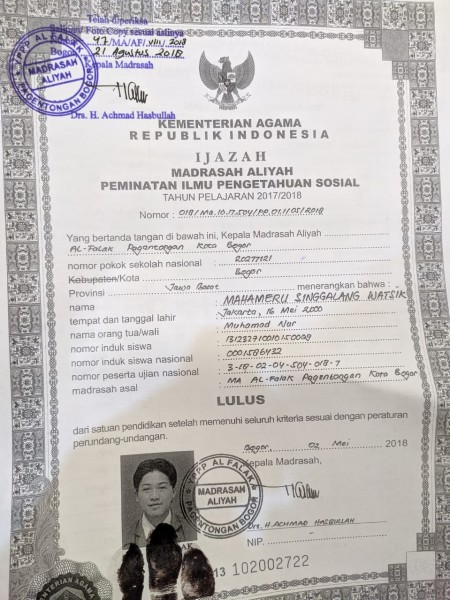 Telah diperiksa
Salinan/ Foto Copy sesuai aslinya
47/MA/AF/VIII/2018
Bogor, 21 Agustus 2018
Kepala Madrasah
YPPP AL FALAK
MADRASAH
ALIYAH
PAGENTONGAN BOGOR
Drs. H. Achmad Hasbullah
KEMENTERIAN AGAMA
REPUBLIK INDONESIA
IJAZAH
MADRASAH ALIYAH
PEMINATAN ILMU PENGETAHUAN SOSIAL
TAHUN PELAJARAN 2017/2018
Nomor : 018/Ma.10.17.504/PP.01.1/05/2018
Yang bertanda tangan di bawah ini, Kepala Madrasah Aliyah
AL-Falak Pagentongan Kota Bogor
nomor pokok sekolah nasional : 20277121
Kabupaten/Kota : Bogor
Provinsi Jawa Barat menerangkan bahwa :
nama : MAHAMERU SINGGALANG WATSIK
tempat dan tanggal lahir : Jakarta, 16 Mei 2000
nama orang tua/wali : Muhamad Nur
nomor induk siswa : 131232710010150009
nomor induk siswa nasional : 0001586432
nomor peserta ujian nasional : 3-18-02-04-504-018-7
madrasah asal : MA AL-Falak Pagentongan Kota Bogor
LULUS
dari satuan pendidikan setelah memenuhi seluruh kriteria sesuai dengan peraturan
perundang-undangan.
Bogor, 02 Mei 2018
Kepala Madrasah,
YPPP AL FALAK
MADRASAH
ALIYAH
PAGENTONGAN BOGOR
Drs. H. ACHMAD HASBULLAH
NIP.
13 102002722
KEMENTERIAN AGAMA